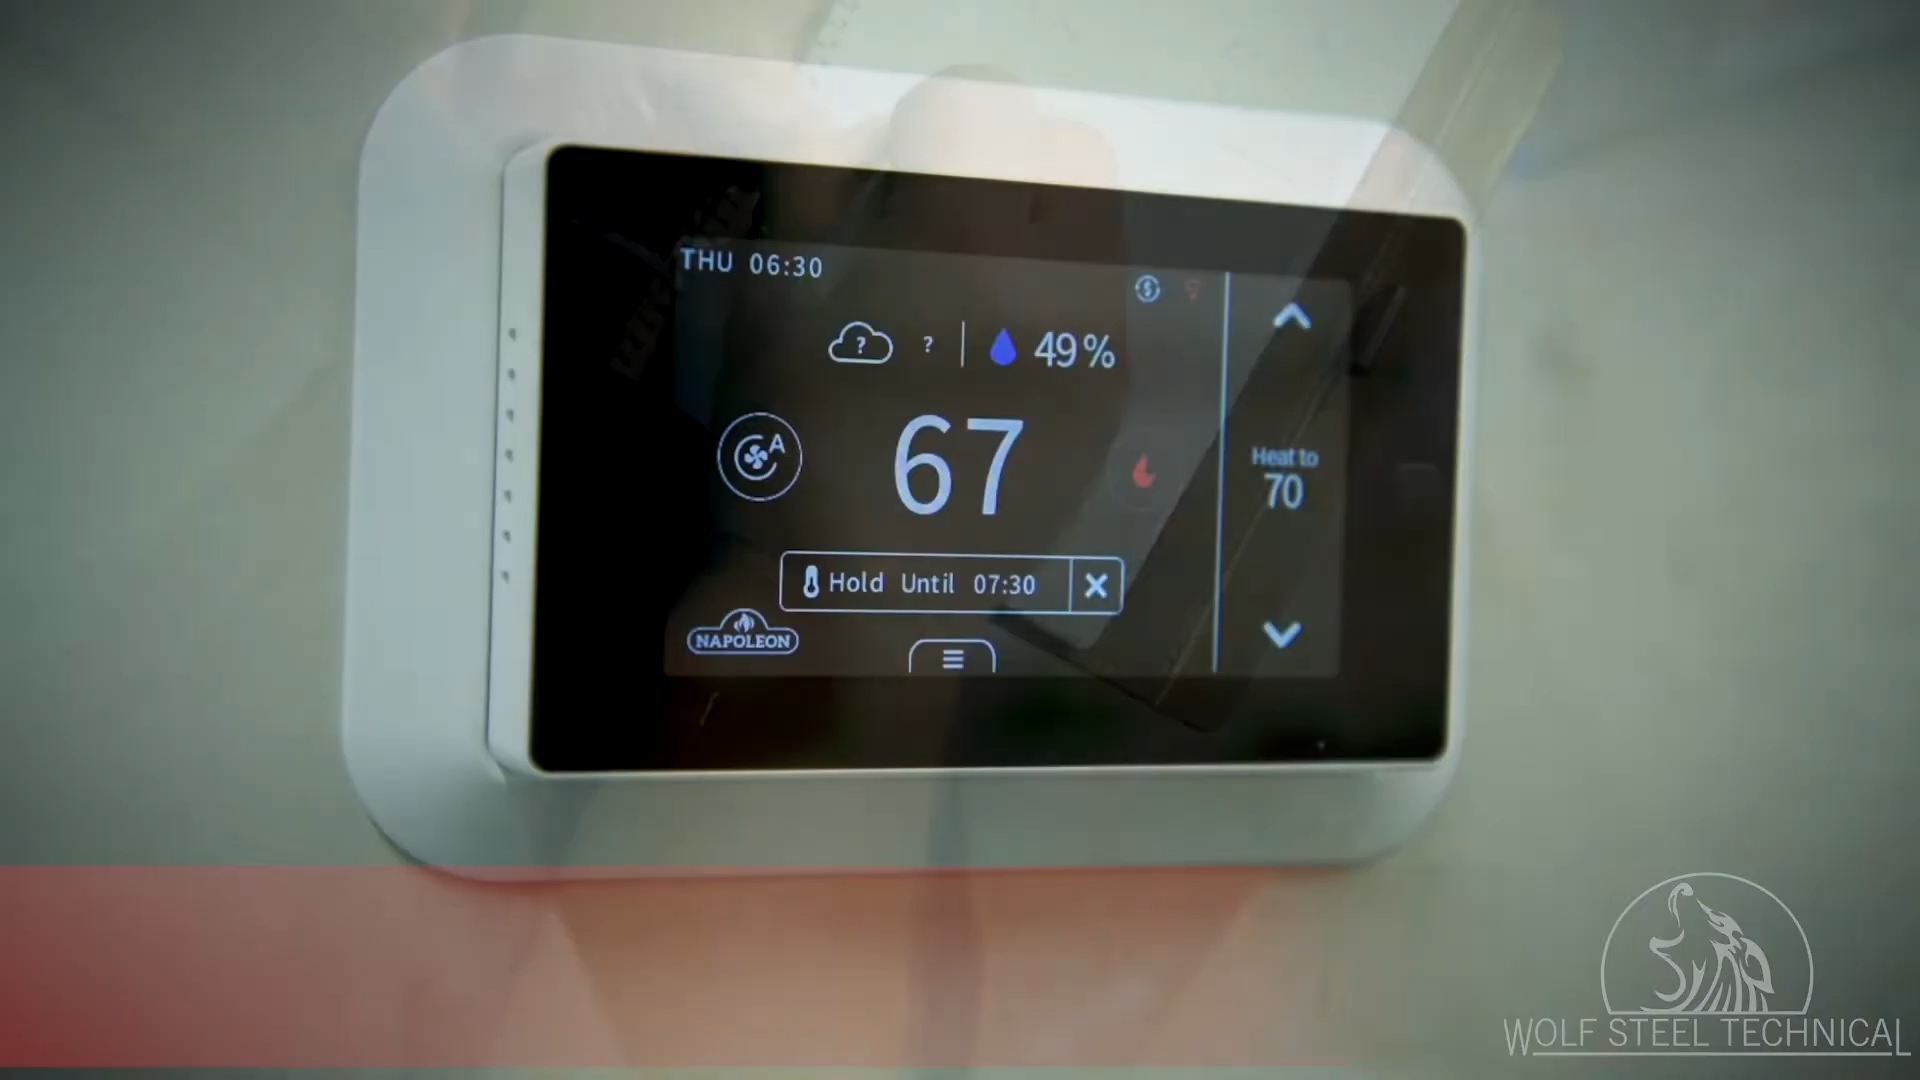 THU 06:30
? ? 49%
A
67
Heat to
70
Hold Until 07:30
NAPOLEON
WOLF STEEL TECHNICAL